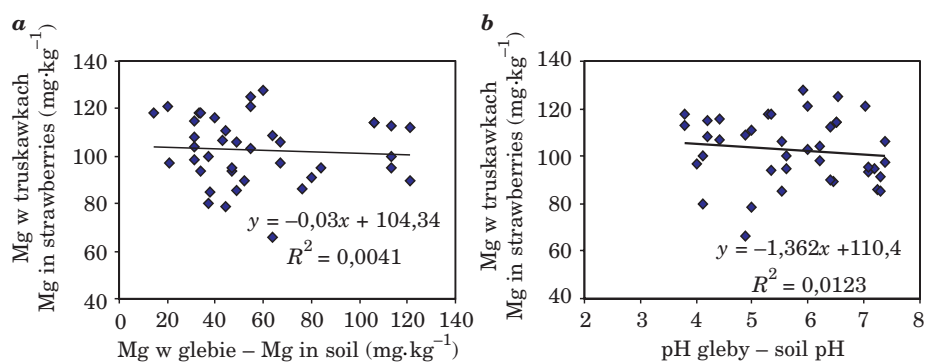 a
Mg w truskawkach
Mg in strawberries (mg·kg⁻¹)
140
120
100
80
60
40
y = –0,03x + 104,34
R² = 0,0041
0 20 40 60 80 100 120 140
Mg w glebie – Mg in soil (mg·kg⁻¹)
b
Mg w truskawkach
Mg in strawberries (mg·kg⁻¹)
140
120
100
80
60
40
y = –1,362x +110,4
R² = 0,0123
2 3 4 5 6 7 8
pH gleby – soil pH